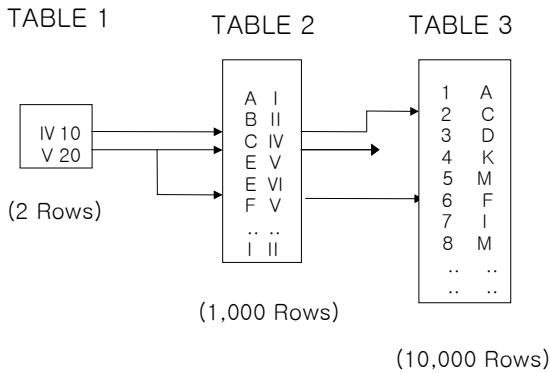 TABLE 1
TABLE 2
TABLE 3
IV 10
V 20
(2 Rows)
A I
B II
C IV
E V
E VI
F V
.. ..
I II
(1,000 Rows)
1 A
2 C
3 D
4 K
5 M
6 F
7 I
8 M
.. ..
.. ..
(10,000 Rows)